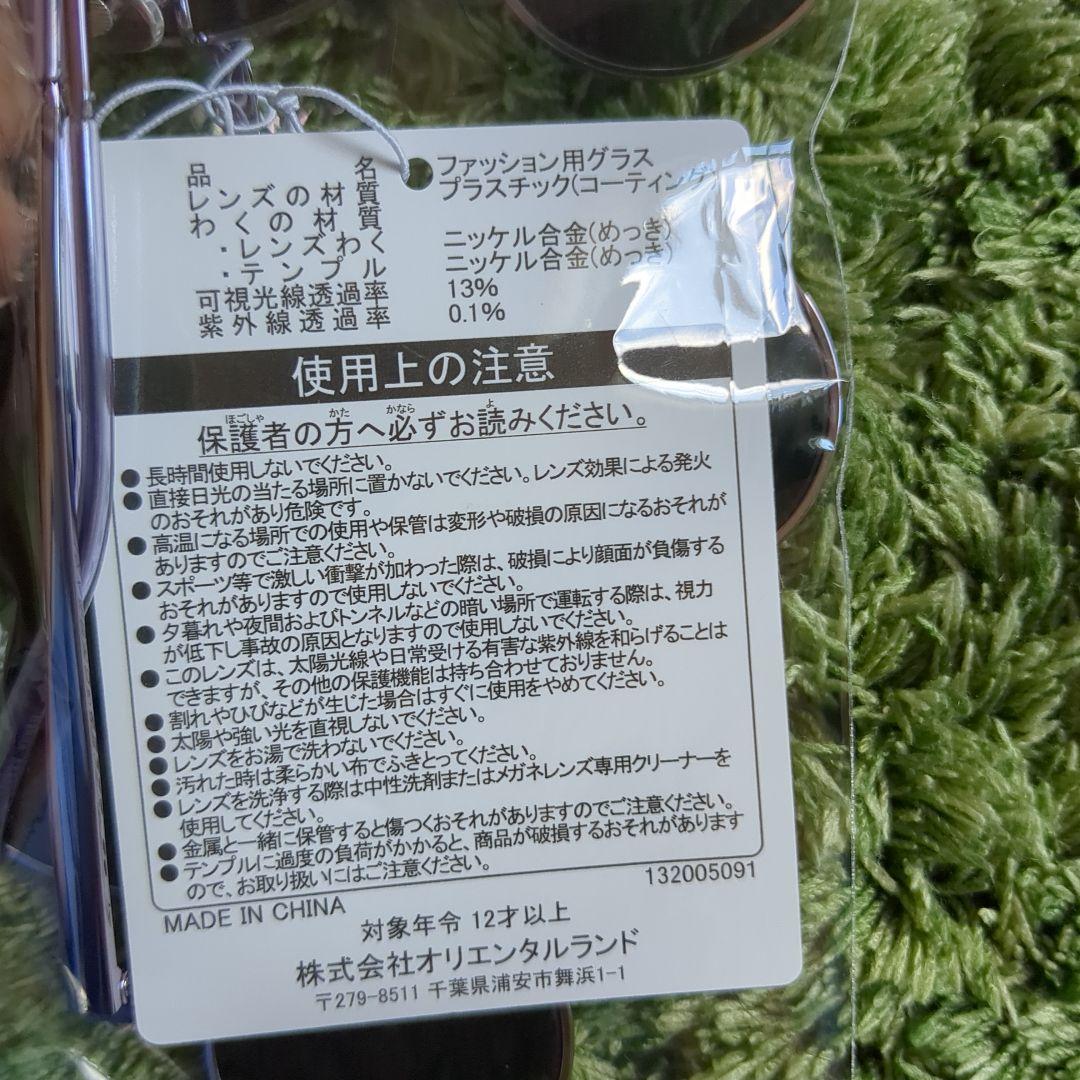 品名 ファッション用グラス
レンズの材質 プラスチック(コーティング
わくの材質
・レンズわく ニッケル合金(めっき)
・テンプル ニッケル合金(めっき)
可視光線透過率 13%
紫外線透過率 0.1%
使用上の注意
保護者の方へ必ずお読みください。
●長時間使用しないでください。
●直接日光の当たる場所に置かないでください。レンズ効果による発火
のおそれがあり危険です。
●高温になる場所での使用や保管は変形や破損の原因になるおそれが
ありますのでご注意ください。
●スポーツ等で激しい衝撃が加わった際は、破損により顔面が負傷する
おそれがありますので使用しないでください。
●夕暮れや夜間およびトンネルなどの暗い場所で運転する際は、視力
が低下し事故の原因となりますので使用しないでください。
●このレンズは、太陽光線や日常受ける有害な紫外線を和らげることは
できますが、その他の保護機能は持ち合わせておりません。
●割れやひびなどが生じた場合はすぐに使用をやめてください。
●太陽や強い光を直視しないでください。
●レンズをお湯で洗わないでください。
●汚れた時は柔らかい布でふきとってください。
●レンズを洗浄する際は中性洗剤またはメガネレンズ専用クリーナーを
使用してください。
●金属と一緒に保管すると傷つくおそれがありますのでご注意ください。
●テンプルに過度の負荷がかかると、商品が破損するおそれがあります
ので、お取り扱いにはご注意ください。
132005091
MADE IN CHINA
対象年令 12才以上
株式会社オリエンタルランド
〒279-8511 千葉県浦安市舞浜1-1